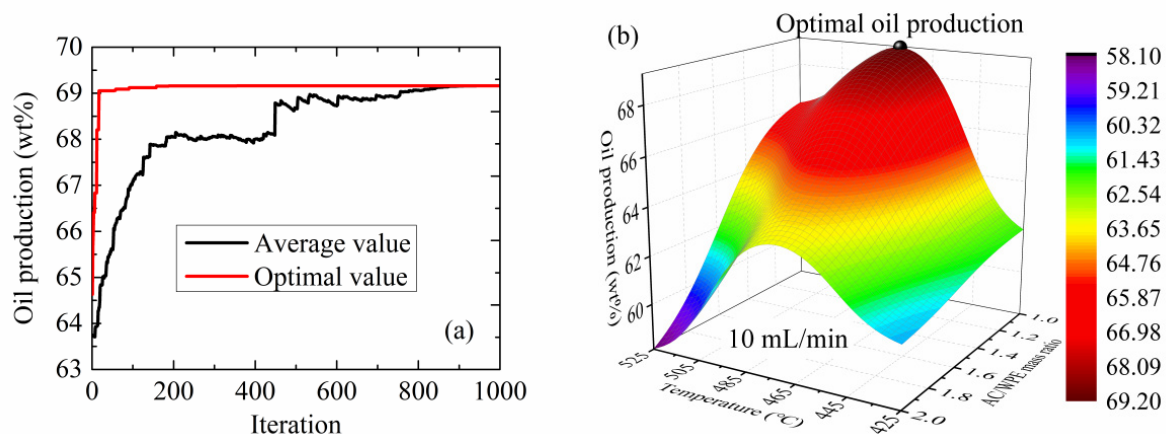 70
69
68
67
66
65
64
63
Oil production (wt%)
Average value
Optimal value
(a)
0 200 400 600 800 1000
Iteration
(b)
Optimal oil production
68
66
64
62
60
Oil production (wt%)
10 mL/min
525 505 485 465 445 425
Temperature (°C)
1.0
1.2
1.4
1.6
1.8
2.0
AC/WPE mass ratio
58.10
59.21
60.32
61.43
62.54
63.65
64.76
65.87
66.98
68.09
69.20